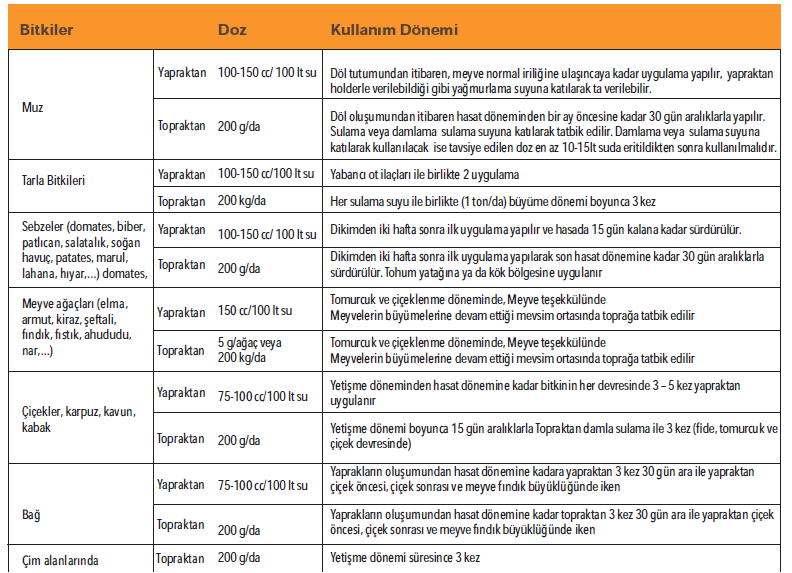 Bitkiler Doz Kullanım Dönemi
Muz
Yapraktan 100-150 cc/ 100 lt su
Döl tutumundan itibaren, meyve normal iriliğine ulaşıncaya kadar uygulama yapılır, yapraktan
holderle verilebildiği gibi yağmurlama suyuna katılarak ta verilebilir.
Topraktan 200 g/da
Döl oluşumundan itibaren hasat döneminden bir ay öncesine kadar 30 gün aralıklarla yapılır.
Sulama veya damlama sulama suyuna katılarak tatbik edilir. Damlama veya sulama suyuna
katılarak kullanılacak ise tavsiye edilen doz en az 10-15lt suda eritildikten sonra kullanılmalıdır.
Tarla Bitkileri
Yapraktan 100-150 cc/100 lt su Yabancı ot ilaçları ile birlikte 2 uygulama
Topraktan 200 kg/da Her sulama suyu ile birlikte (1 ton/da) büyüme dönemi boyunca 3 kez
Sebzeler (domates, biber,
patlıcan, salatalık, soğan
havuç, patates, marul,
lahana, hıyar,...) domates,
Yapraktan 100-150 cc/ 100 lt su Dikimden iki hafta sonra ilk uygulama yapılır ve hasada 15 gün kalana kadar sürdürülür.
Topraktan 200 g/da
Dikimden iki hafta sonra ilk uygulama yapılarak son hasat dönemine kadar 30 gün aralıklarla
sürdürülür. Tohum yatağına ya da kök bölgesine uygulanır
Meyve ağaçları (elma,
armut, kiraz, şeftali,
fındık, fıstık, ahududu,
nar,...)
Yapraktan 150 cc/100 lt su
Tomurcuk ve çiçeklenme döneminde, Meyve teşekkülünde
Meyvelerin büyümelerine devam ettiği mevsim ortasında toprağa tatbik edilir
Topraktan 5 g/ağaç veya
200 kg/da
Tomurcuk ve çiçeklenme döneminde, Meyve teşekkülünde
Meyvelerin büyümelerine devam ettiği mevsim ortasında toprağa tatbik edilir
Çiçekler, karpuz, kavun,
kabak
Yapraktan 75-100 cc/100 lt su
Yetişme döneminden hasat dönemine kadar bitkinin her devresinde 3 – 5 kez yapraktan
uygulanır
Topraktan 200 g/da
Yetişme dönemi boyunca 15 gün aralıklarla Topraktan damla sulama ile 3 kez (fide, tomurcuk ve
çiçek devresinde)
Bağ
Yapraktan 75-100 cc/100 lt su
Yaprakların oluşumundan hasat dönemine kadara yapraktan 3 kez 30 gün ara ile yapraktan
çiçek öncesi, çiçek sonrası ve meyve fındık büyüklüğünde iken
Topraktan 200 g/da
Yaprakların oluşumundan hasat dönemine kadar topraktan 3 kez 30 gün ara ile yapraktan çiçek
öncesi, çiçek sonrası ve meyve fındık büyüklüğünde iken
Çim alanlarında Topraktan 200 g/da Yetişme dönemi süresince 3 kez